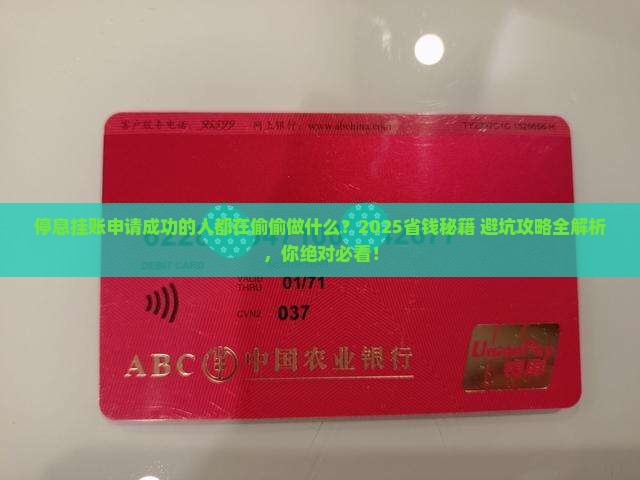 客户服务电话：95599 网上银行：www.abchina.com
停息挂账申请成功的人都在偷偷做什么？2025省钱秘籍 避坑攻略全解析
，你绝对必看！
DEBIT CARD
VALID
THRU 01/71
CVN2 037
ABC 中国农业银行
UnionPay
银联